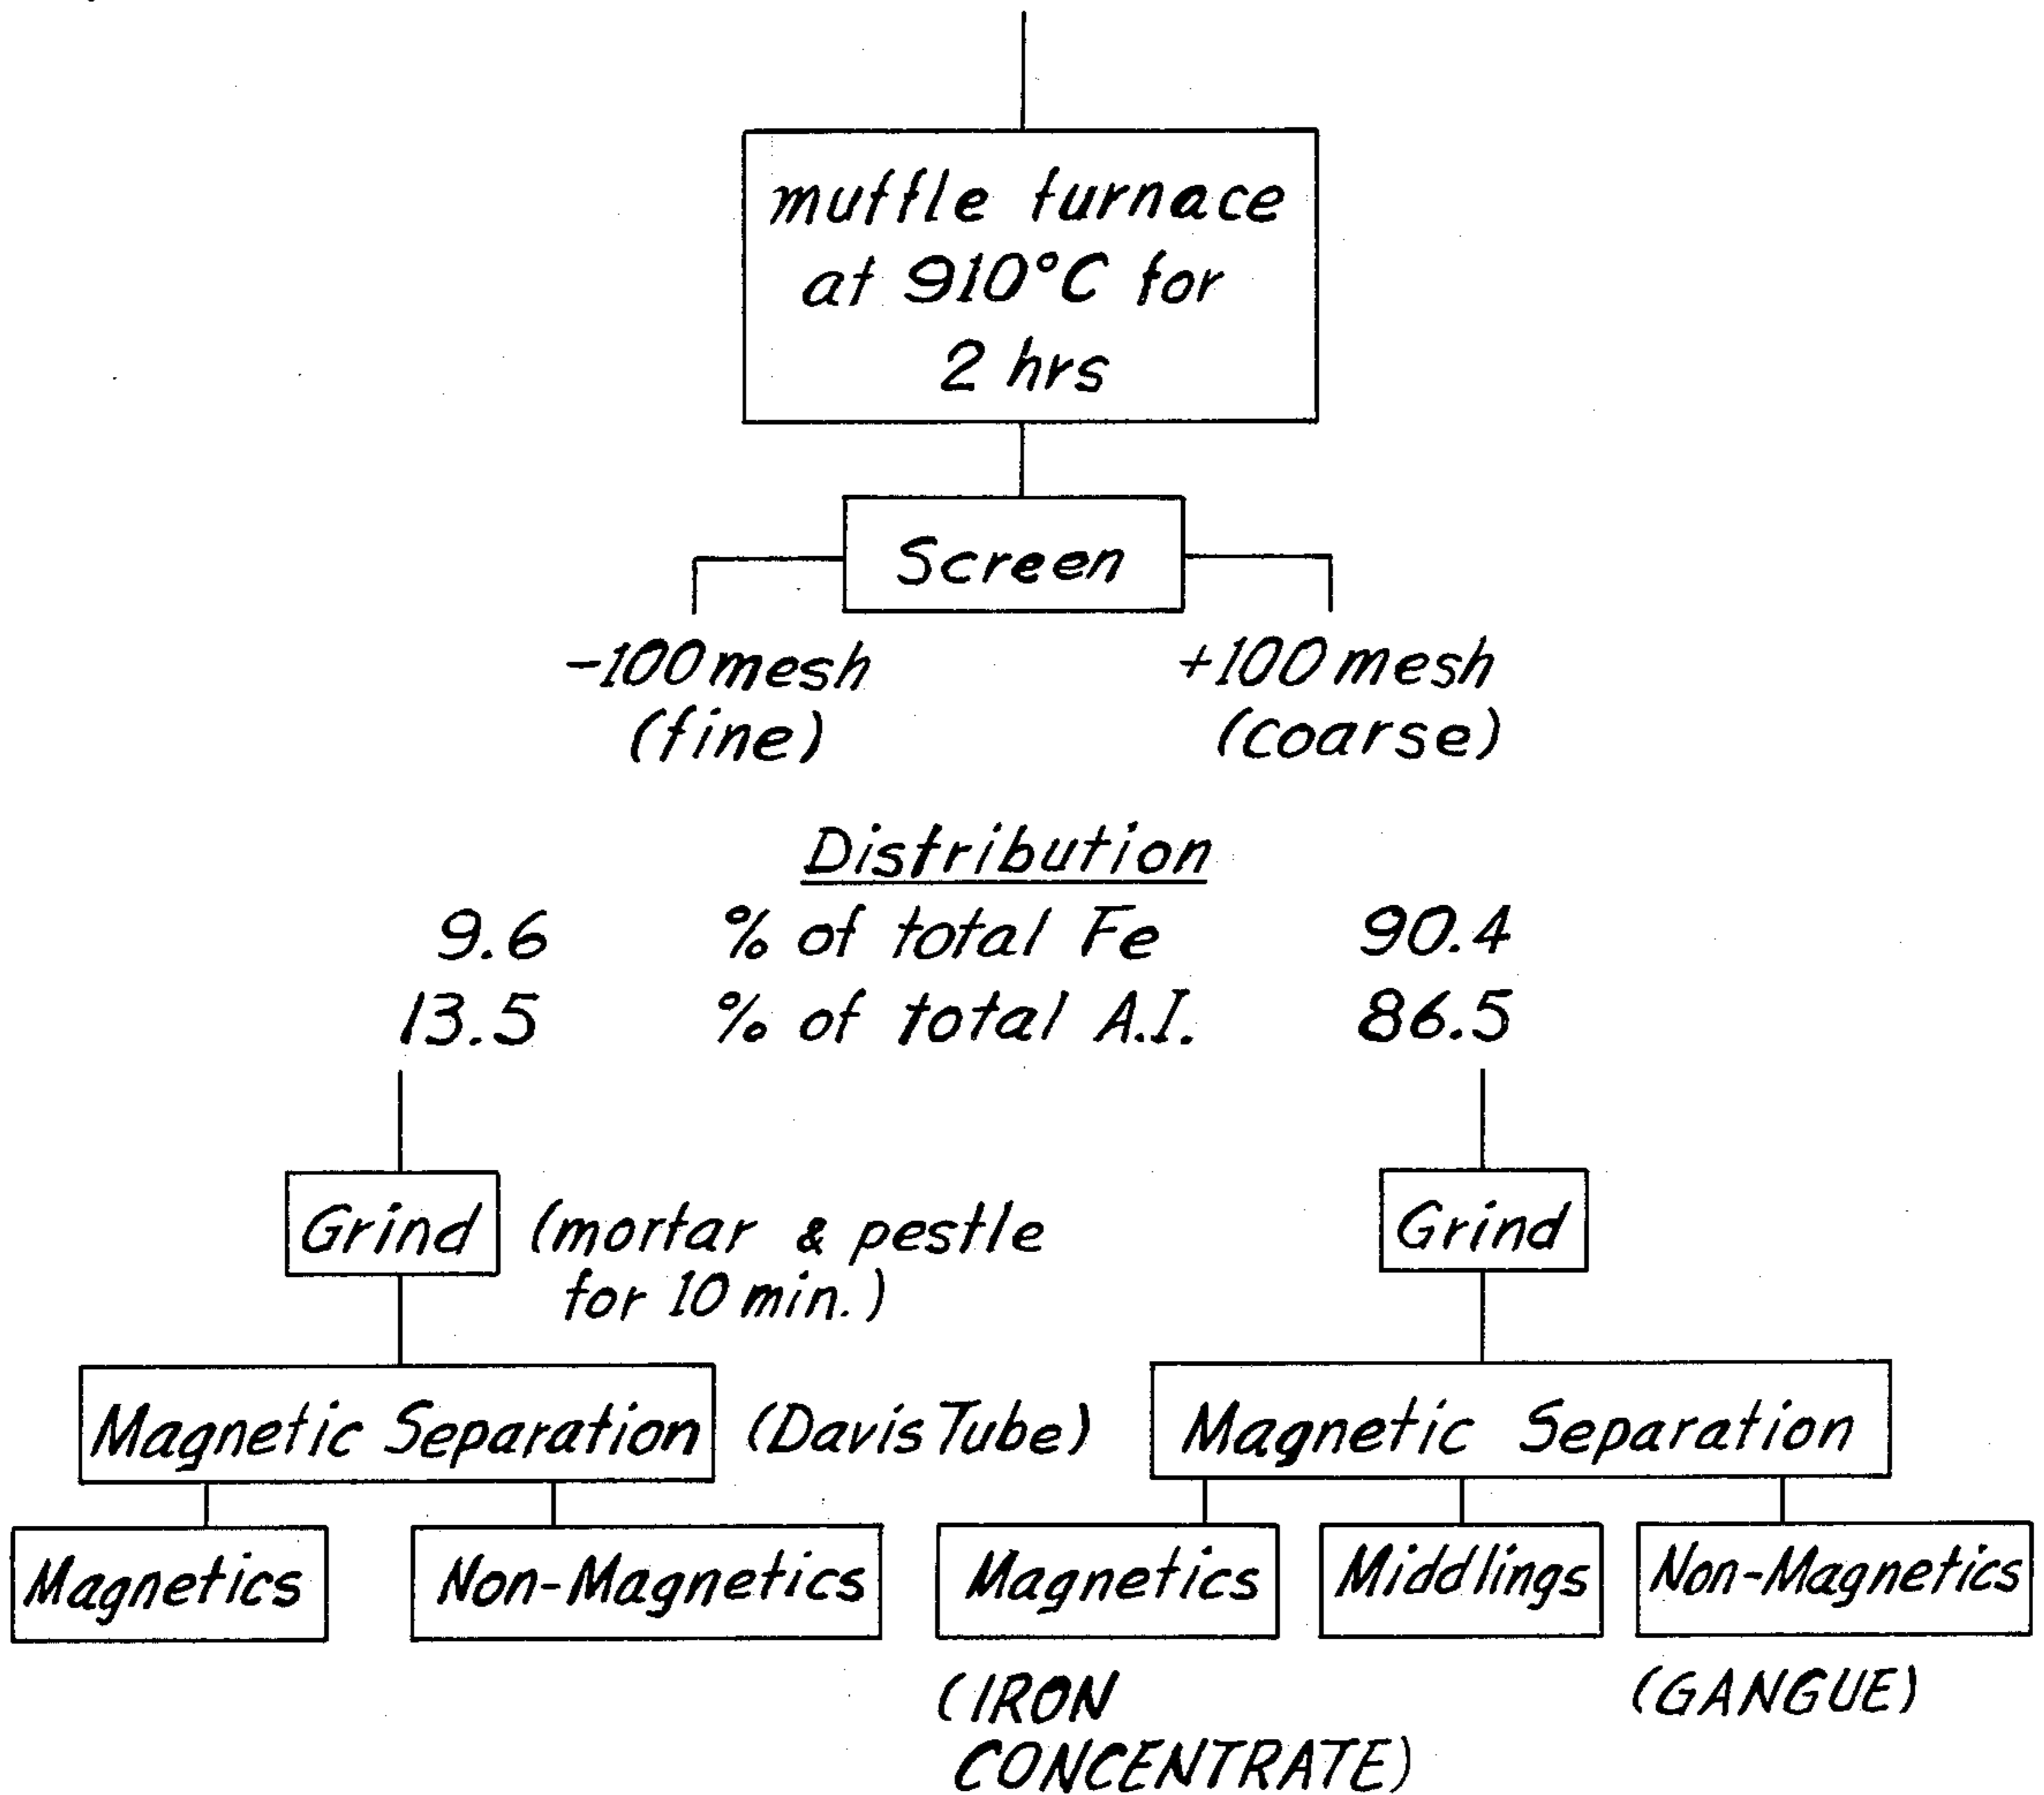 muffle furnace
at 910°C for
2 hrs
Screen
-100 mesh
(fine)
+100 mesh
(coarse)
Distribution
9.6 % of total Fe 90.4
13.5 % of total A.I. 86.5
Grind (mortar & pestle
for 10 min.)
Grind
Magnetic Separation (Davis Tube) Magnetic Separation
Magnetics Non-Magnetics Magnetics Middlings Non-Magnetics
(IRON
CONCENTRATE)
(GANGUE)